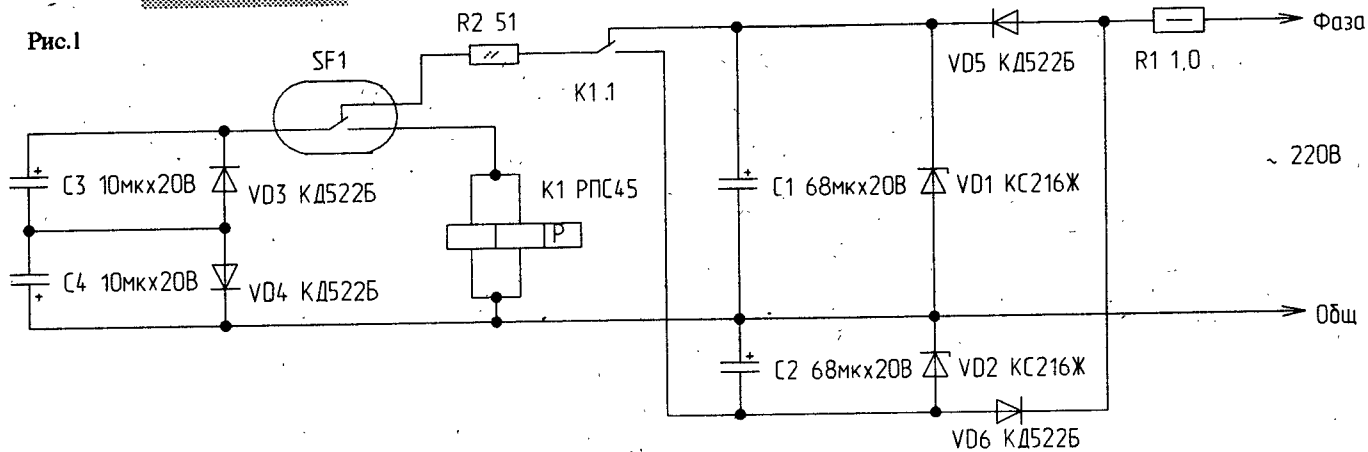 Рис.1
R2 51
SF1
K1.1
VD5 КД522Б
R1 1,0
Фаза
~ 220В
C3 10мкх20В
VD3 КД522Б
K1 РПС45
P
C1 68мкх20В
VD1 КС216Ж
C4 10мкх20В
VD4 КД522Б
Общ
C2 68мкх20В
VD2 КС216Ж
VD6 КД522Б